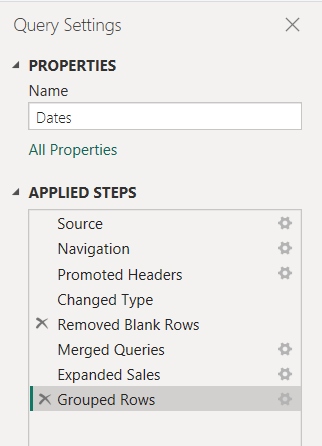 Query Settings
PROPERTIES
Name
Dates
All Properties
APPLIED STEPS
Source
Navigation
Promoted Headers
Changed Type
Removed Blank Rows
Merged Queries
Expanded Sales
Grouped Rows